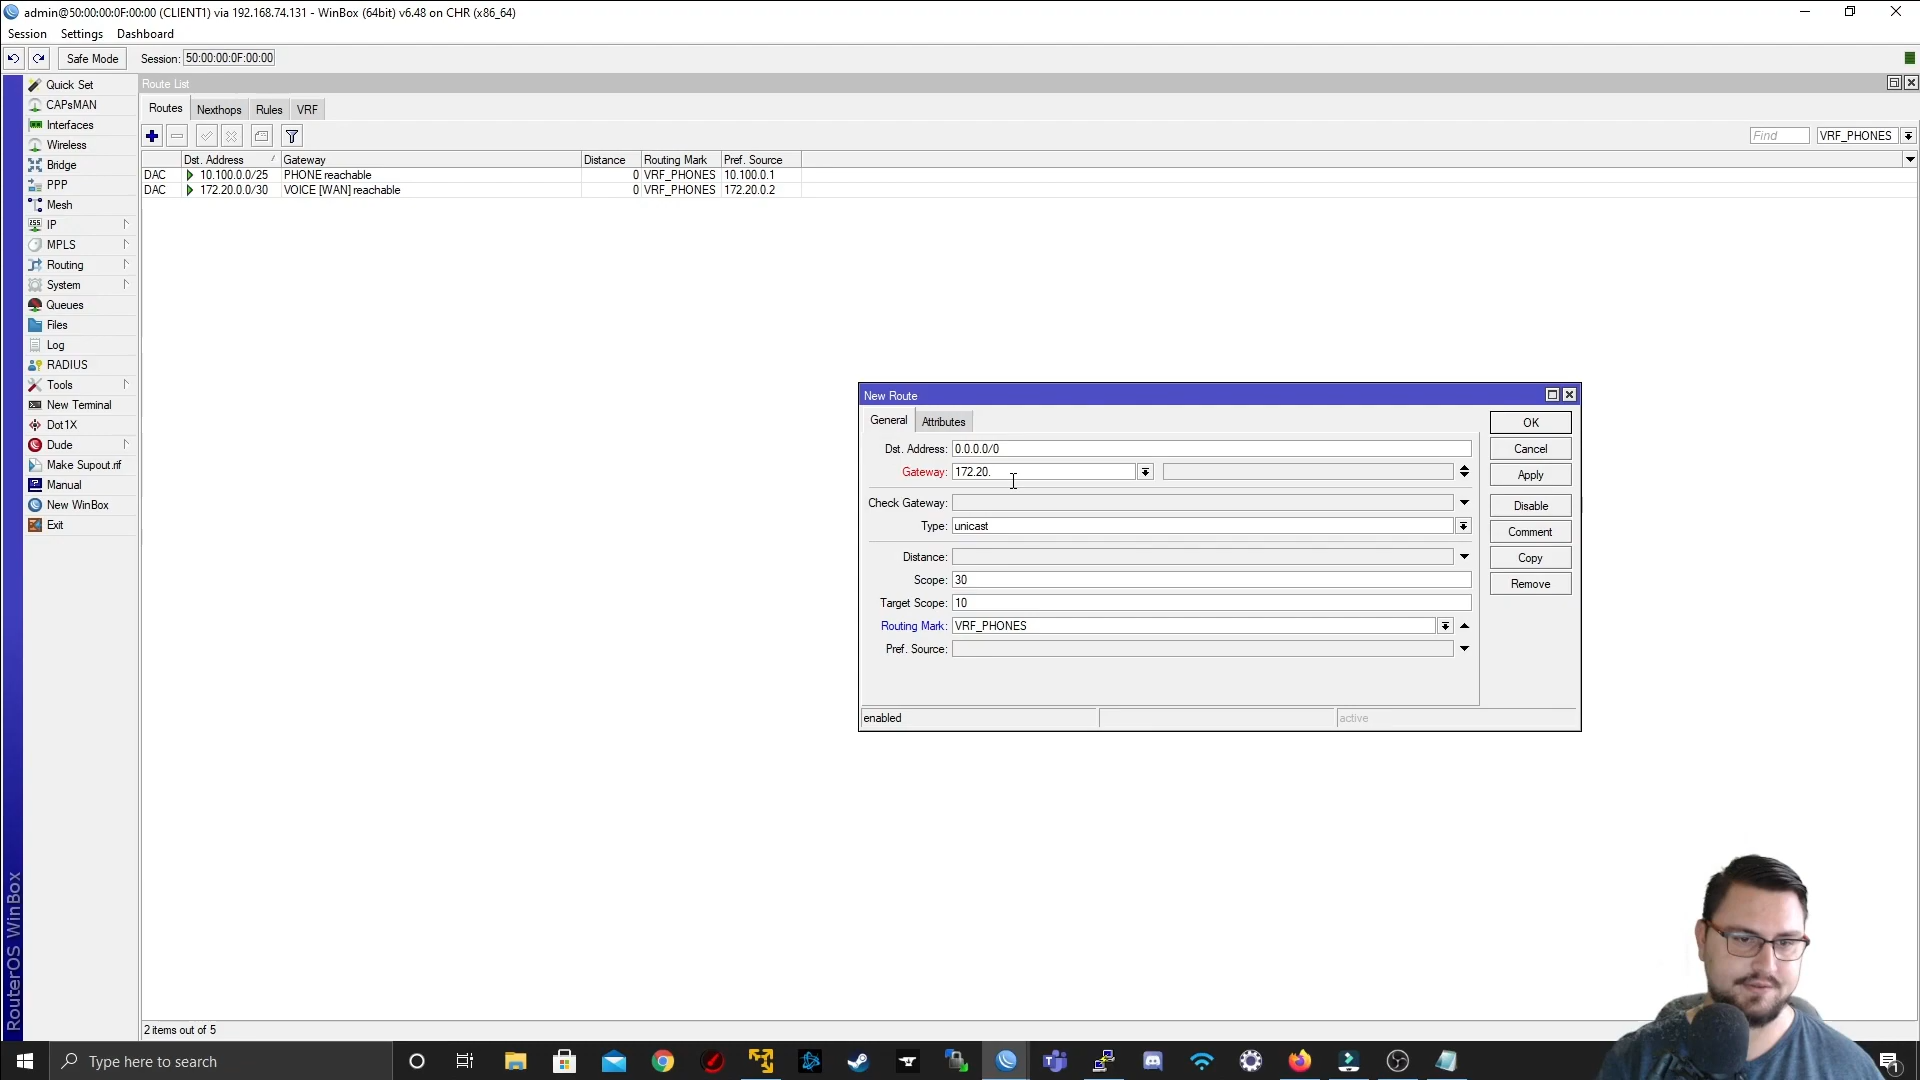 admin@50:00:00:0F:00:00 (CLIENT1) via 192.168.74.131 - WinBox (64bit) v6.48 on CHR (x86_64)
Session Settings Dashboard
Safe Mode Session: 50:00:00:0F:00:00
Quick Set
CAPsMAN
Interfaces
Wireless
Bridge
PPP
Mesh
IP
MPLS
Routing
System
Queues
Files
Log
RADIUS
Tools
New Terminal
Dot1X
Dude
Make Supout.rif
Manual
New WinBox
Exit
RouterOS WinBox
Route List
Routes Nexthops Rules VRF
Find VRF_PHONES
Dst. Address / Gateway Distance Routing Mark Pref. Source
DAC 10.100.0.0/25 PHONE reachable 0 VRF_PHONES 10.100.0.1
DAC 172.20.0.0/30 VOICE [WAN] reachable 0 VRF_PHONES 172.20.0.2
New Route
General Attributes
Dst. Address: 0.0.0.0/0
Gateway: 172.20.
Check Gateway:
Type: unicast
Distance:
Scope: 30
Target Scope: 10
Routing Mark: VRF_PHONES
Pref. Source:
OK
Cancel
Apply
Disable
Comment
Copy
Remove
enabled active
2 items out of 5
Type here to search
1